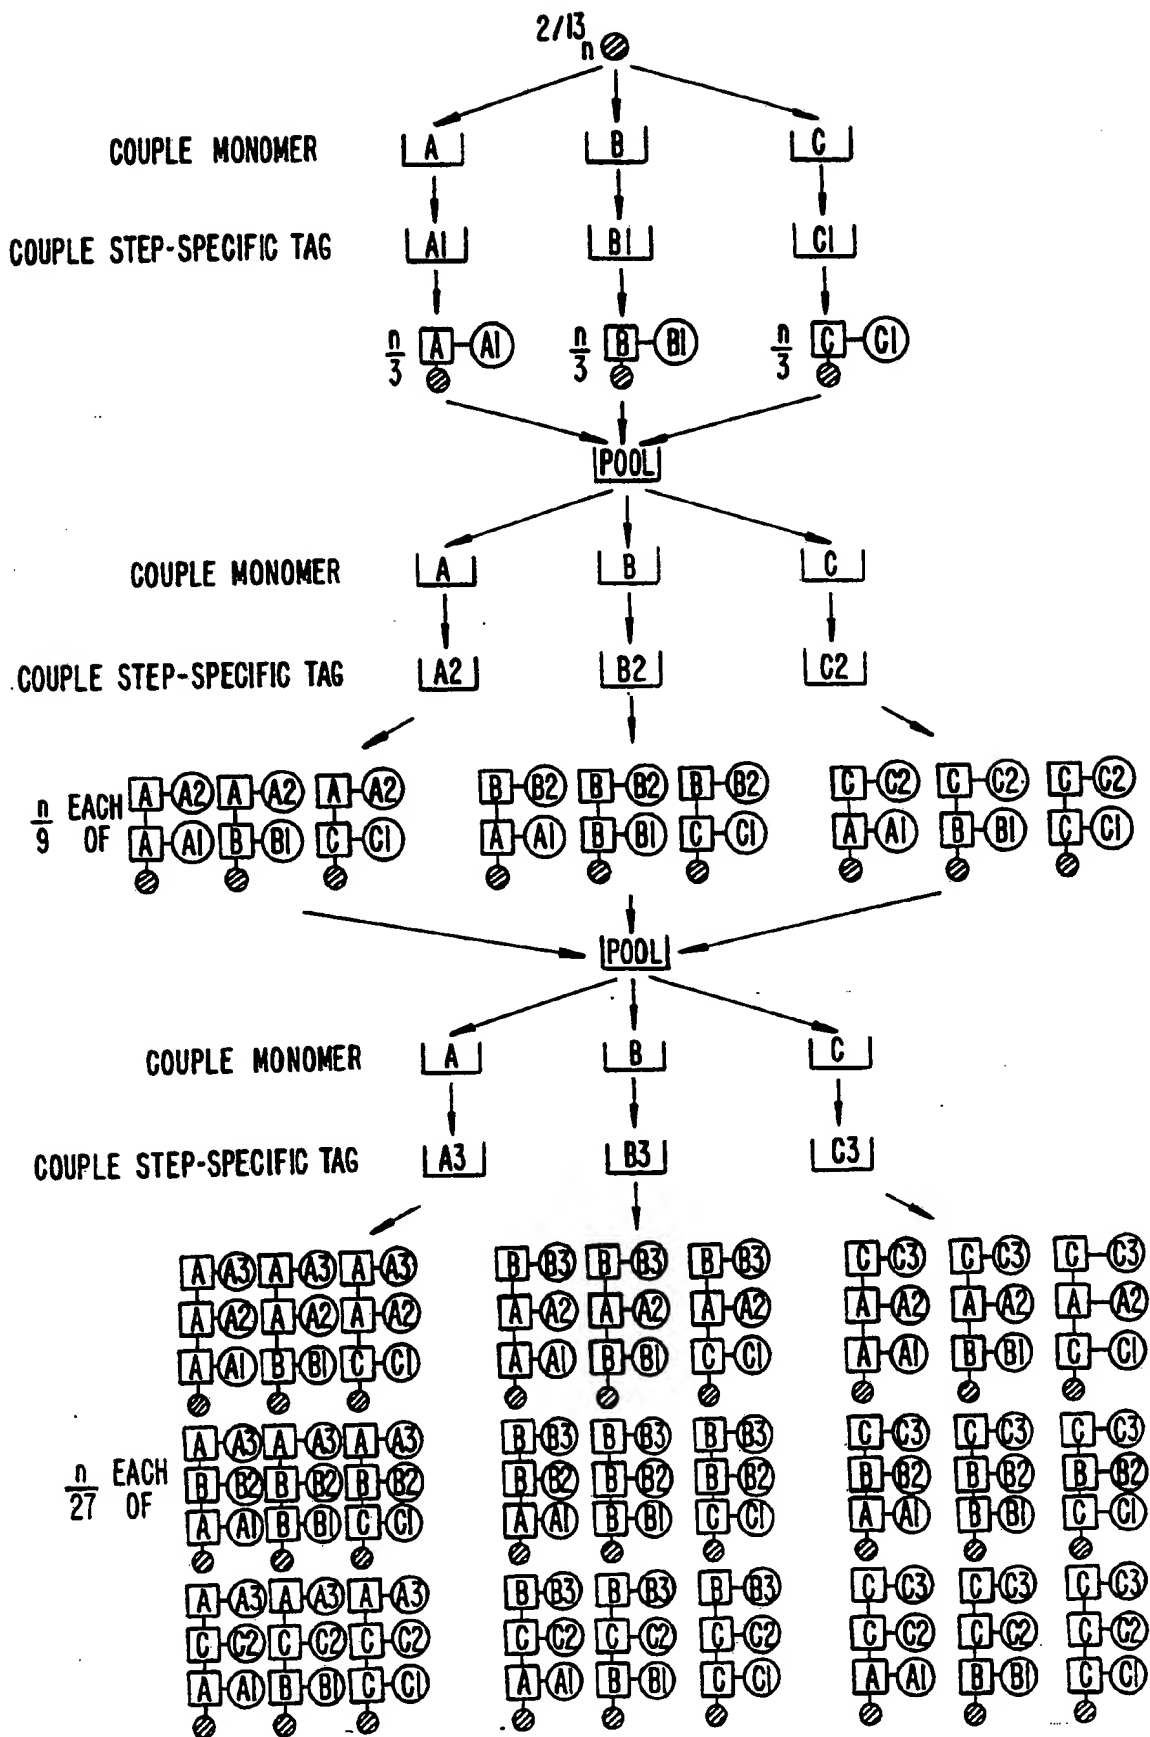 2/13
n
COUPLE MONOMER A B C
COUPLE STEP-SPECIFIC TAG A1 B1 C1
n/3 A A1 n/3 B B1 n/3 C C1
POOL
COUPLE MONOMER A B C
COUPLE STEP-SPECIFIC TAG A2 B2 C2
A A2 A A2 A A2 B B2 B B2 B B2 C C2 C C2 C C2
n/9 EACH OF
A A1 B B1 C C1 A A1 B B1 C C1 A A1 B B1 C C1
POOL
COUPLE MONOMER A B C
COUPLE STEP-SPECIFIC TAG A3 B3 C3
A A3 A A3 A A3 B B3 B B3 B B3 C C3 C C3 C C3
A A2 A A2 A A2 A A2 A A2 A A2 A A2 A A2 A A2
A A1 B B1 C C1 A A1 B B1 C C1 A A1 B B1 C C1
A A3 A A3 A A3 B B3 B B3 B B3 C C3 C C3 C C3
n/27 EACH OF
B B2 B B2 B B2 B B2 B B2 B B2 B B2 B B2 B B2
A A1 B B1 C C1 A A1 B B1 C C1 A A1 B B1 C C1
A A3 A A3 A A3 B B3 B B3 B B3 C C3 C C3 C C3
C C2 C C2 C C2 C C2 C C2 C C2 C C2 C C2 C C2
A A1 B B1 C C1 A A1 B B1 C C1 A A1 B B1 C C1